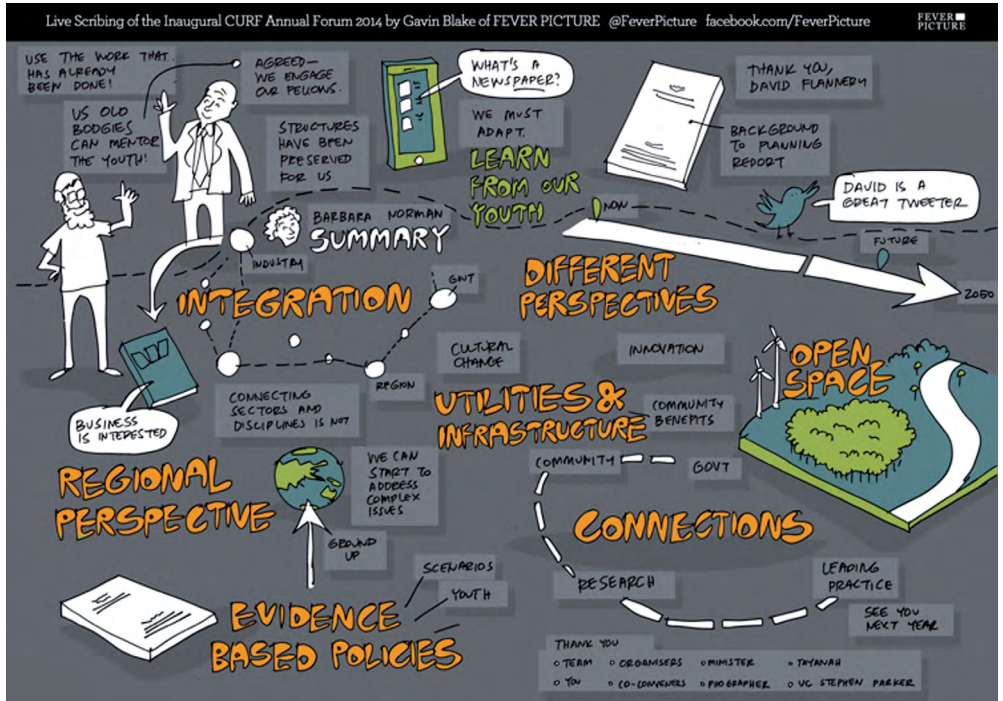 Live Scribing of the Inaugural CURF Annual Forum 2014 by Gavin Blake of FEVER PICTURE @FeverPicture facebook.com/FeverPicture
FEVER
PICTURE
USE THE WORK THAT
HAS ALREADY
BEEN DONE!
AGREED—
WE ENGAGE
OUR FELLOWS.
US OLD
BODGIES
CAN MENTOR
THE YOUTH!
STRUCTURES
HAVE BEEN
PRESERVED
FOR US
WHAT'S A
NEWSPAPER?
WE MUST
ADAPT.
LEARN
FROM OUR
YOUTH
THANK YOU,
DAVID FLANNERY
BACKGROUND
TO PLANNING
REPORT
DAVID IS A
GREAT TWEETER
NOW
FUTURE
2050
BARBARA NORMAN
SUMMARY
INDUSTRY
INTEGRATION
GOVT
REGION
DIFFERENT
PERSPECTIVES
CULTURAL
CHANGE
INNOVATION
OPEN
SPACE
CONNECTING
SECTORS AND
DISCIPLINES IS NOT
BUSINESS
IS INTERESTED
UTILITIES &
INFRASTRUCTURE
COMMUNITY
BENEFITS
REGIONAL
PERSPECTIVE
WE CAN
START TO
ADDRESS
COMPLEX
ISSUES
GROUND
UP
COMMUNITY
GOVT
CONNECTIONS
RESEARCH
LEADING
PRACTICE
SEE YOU
NEXT YEAR
SCENARIOS
YOUTH
EVIDENCE
BASED POLICIES
THANK YOU
○ TEAM ○ ORGANISERS ○ MINISTER ○ TAYANAH
○ YOU ○ CO-CONVENERS ○ PHOGRAPHER ○ VC STEPHEN PARKER